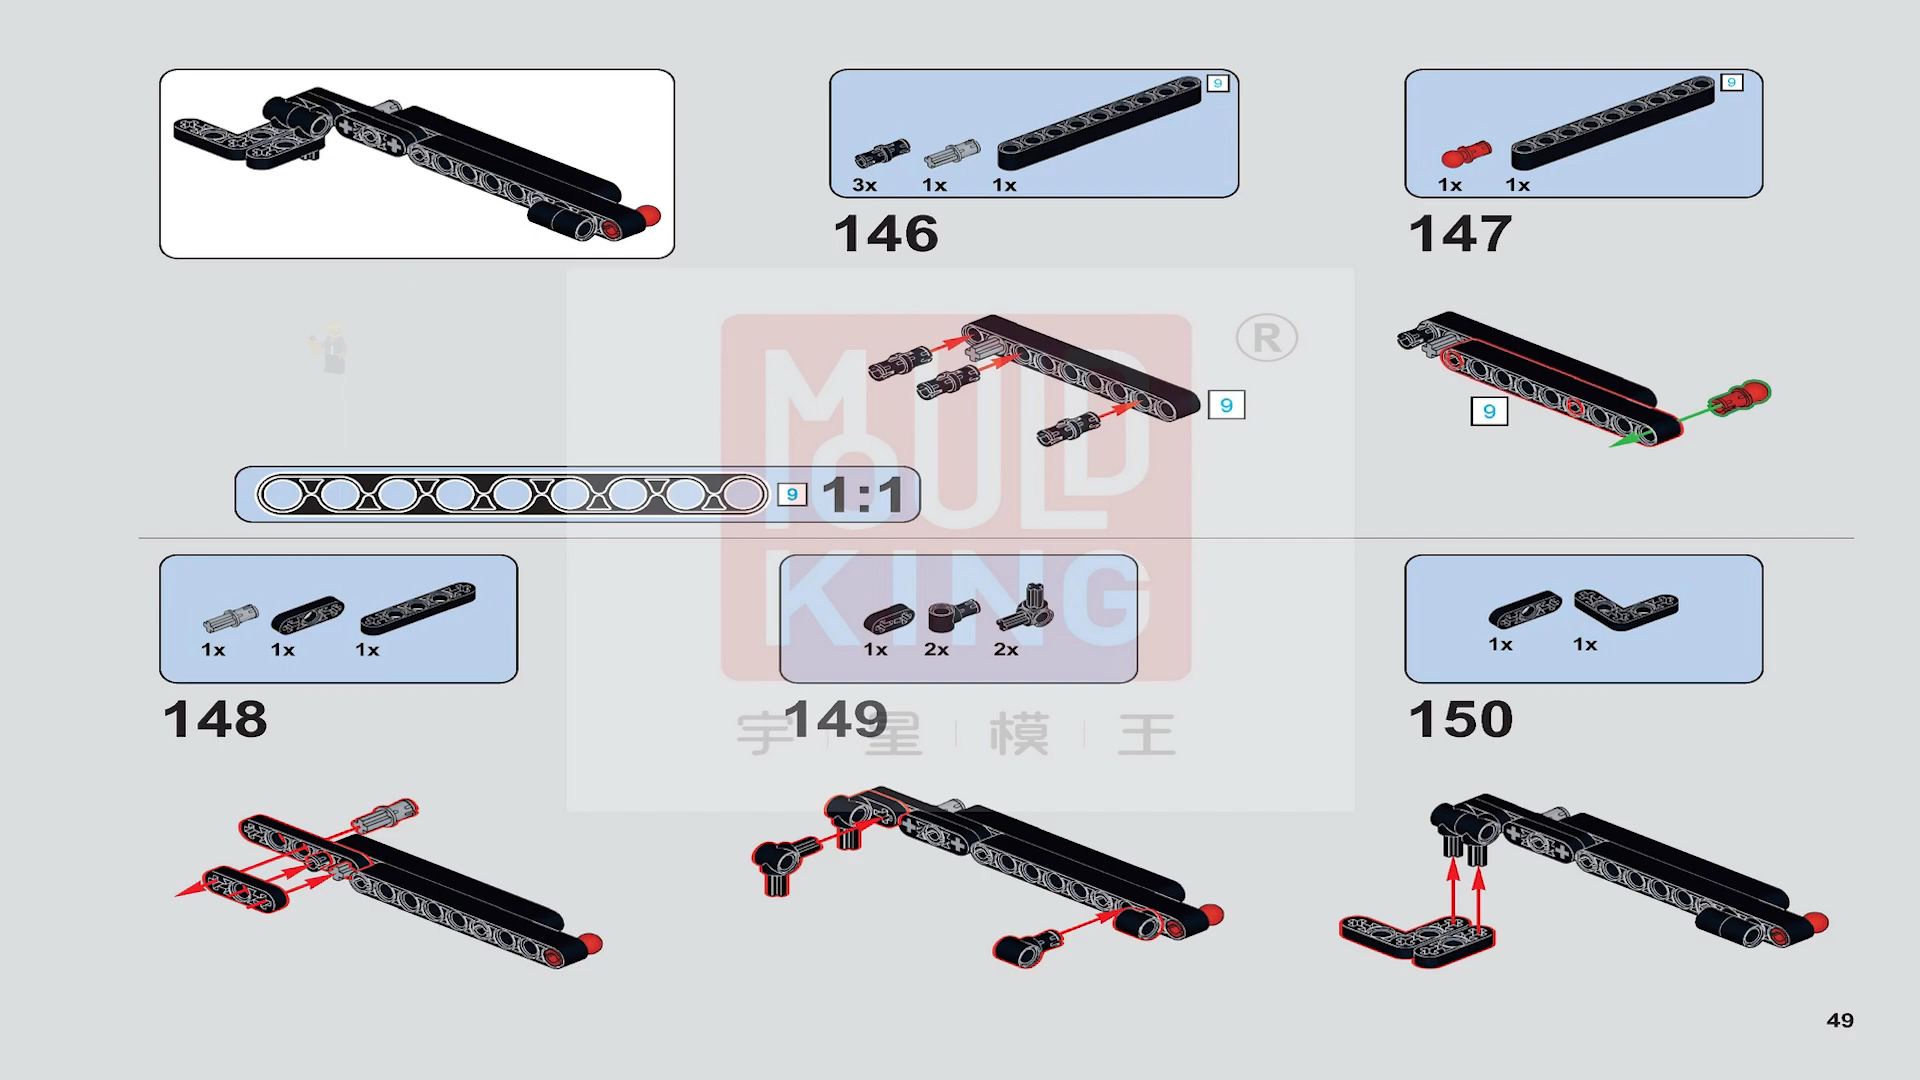 9
9
3x 1x 1x
1x 1x
146
147
MOULD KING
®
9
9
9 1:1
1x 1x 1x
1x 2x 2x
1x 1x
148
149
150
宇 | 星 | 模 | 王
49